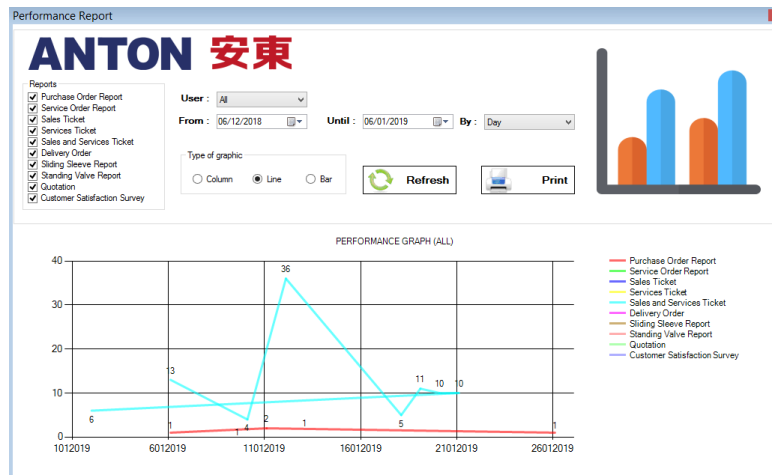 Performance Report
ANTON 安東
Reports
Purchase Order Report
Service Order Report
Sales Ticket
Services Ticket
Sales and Services Ticket
Delivery Order
Sliding Sleeve Report
Standing Valve Report
Quotation
Customer Satisfaction Survey
User : All
From : 06/12/2018 Until : 06/01/2019 By : Day
Type of graphic
Column Line Bar
Refresh
Print
PERFORMANCE GRAPH (ALL)
40
30
20
10
0
36
13
11 10 10
6
5
4
1 1 2 1 1
1012019 6012019 11012019 16012019 21012019 26012019
Purchase Order Report
Service Order Report
Sales Ticket
Services Ticket
Sales and Services Ticket
Delivery Order
Sliding Sleeve Report
Standing Valve Report
Quotation
Customer Satisfaction Survey